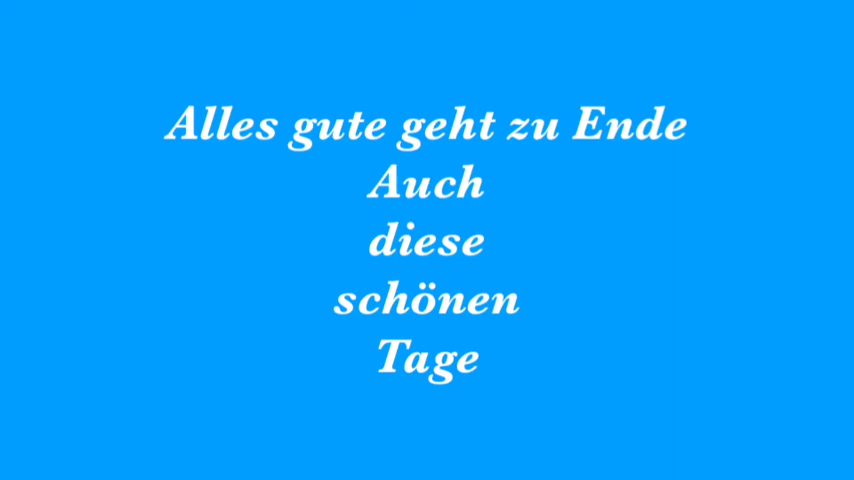 Alles gute geht zu Ende
Auch
diese
schönen
Tage